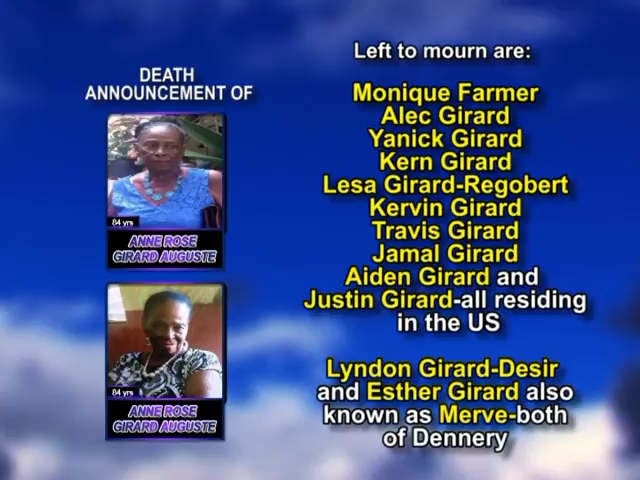 DEATH
ANNOUNCEMENT OF
84 yrs
ANNE ROSE
GIRARD AUGUSTE
84 yrs
ANNE ROSE
GIRARD AUGUSTE
Left to mourn are:
Monique Farmer
Alec Girard
Yanick Girard
Kern Girard
Lesa Girard-Regobert
Kervin Girard
Travis Girard
Jamal Girard
Aiden Girard and
Justin Girard-all residing
in the US
Lyndon Girard-Desir
and Esther Girard also
known as Merve-both
of Dennery